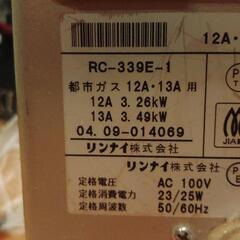 12A・
RC-339E-1
都市ガス 12A・13A 用
12A 3.26kW
13A 3.49kW
04.09-014069
リンナイ株式会社
リンナイ株式会社
定格電圧 AC 100V
定格消費電力 23/25W
定格周波数 50/60Hz
P
T
JIA
P
E